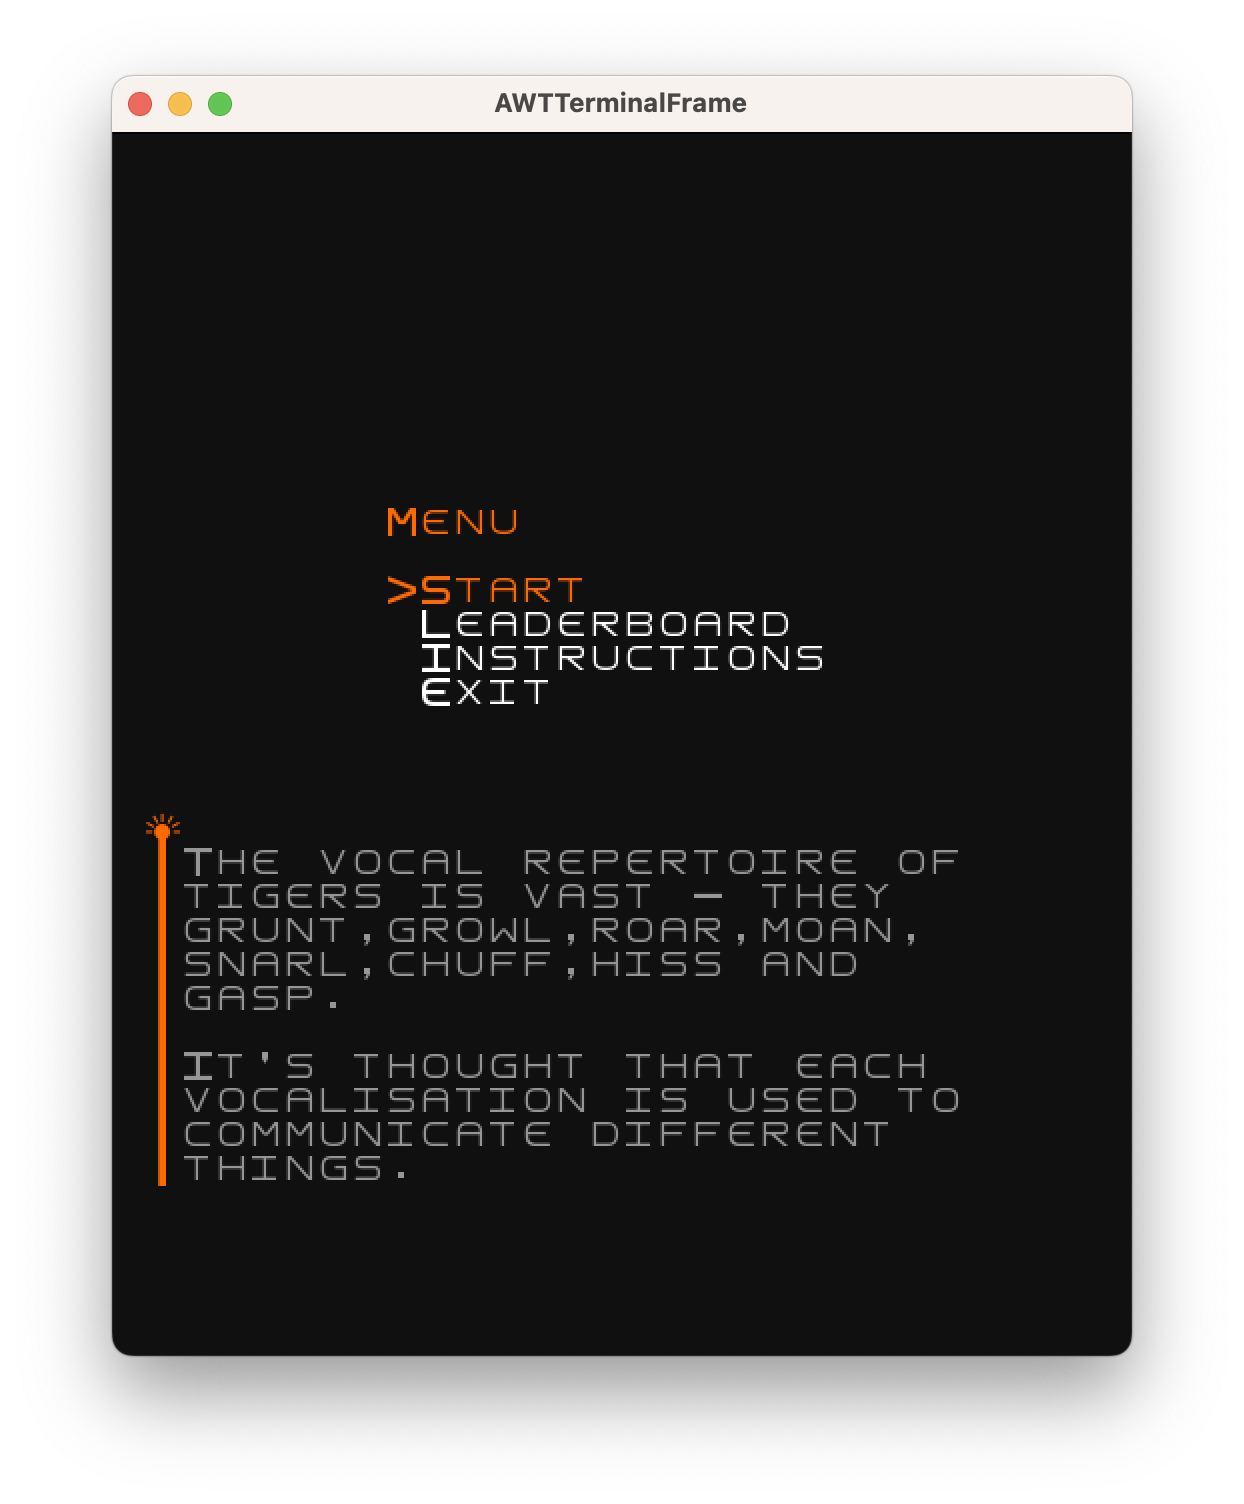 AWTTerminalFrame
MENU
>START
LEADERBOARD
INSTRUCTIONS
EXIT
THE VOCAL REPERTOIRE OF
TIGERS IS VAST – THEY
GRUNT,GROWL,ROAR,MOAN,
SNARL,CHUFF,HISS AND
GASP.
IT'S THOUGHT THAT EACH
VOCALISATION IS USED TO
COMMUNICATE DIFFERENT
THINGS.